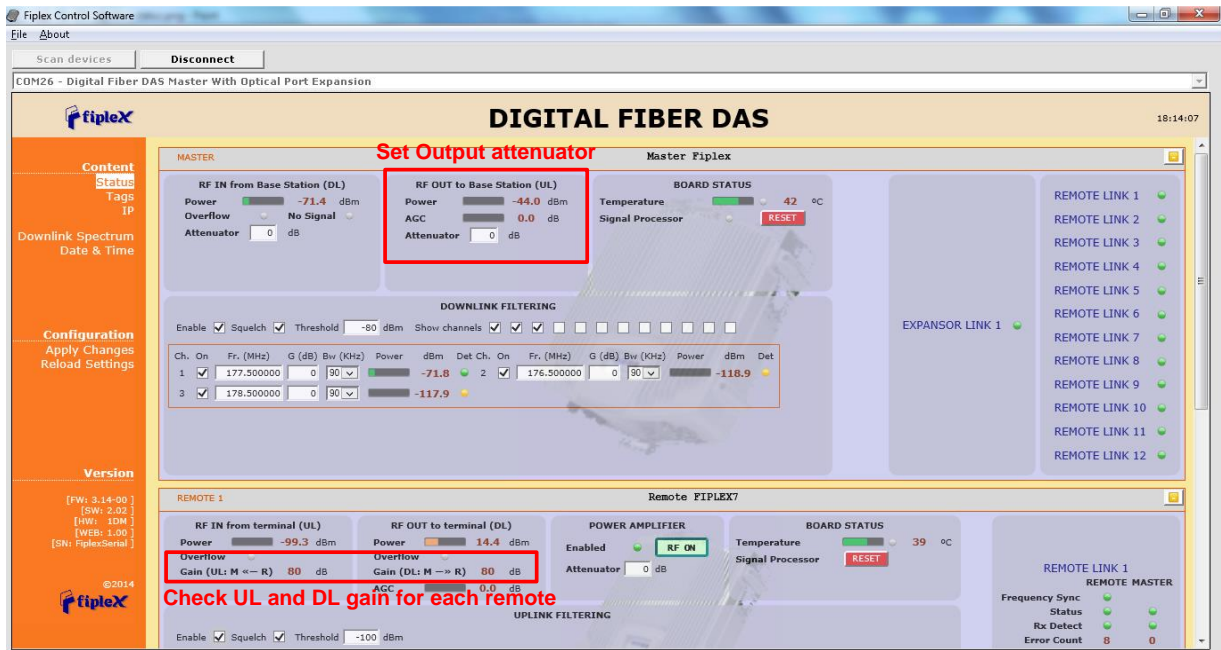 Fiplex Control Software
File About
Scan devices Disconnect
COM26 - Digital Fiber DAS Master With Optical Port Expansion
fipleX
DIGITAL FIBER DAS
18:14:07
Content
Status
Tags
IP
Downlink Spectrum
Date & Time
Configuration
Apply Changes
Reload Settings
Version
[FW: 3.14-00 ]
[SW: 2.02 ]
[HW: 1DM ]
[WEB: 1.00 ]
[SN: FiplexSerial ]
©2014
fipleX
MASTER
Set Output attenuator
Master Fiplex
RF IN from Base Station (DL)
Power -71.4 dBm
Overflow No Signal
Attenuator 0 dB
RF OUT to Base Station (UL)
Power -44.0 dBm
AGC 0.0 dB
Attenuator 0 dB
BOARD STATUS
Temperature 42 ºC
Signal Processor RESET
DOWNLINK FILTERING
Enable Squelch Threshold -80 dBm Show channels
Ch. On Fr. (MHz) G (dB) Bw (KHz) Power dBm Det Ch. On Fr. (MHz) G (dB) Bw (KHz) Power dBm Det
1 177.500000 0 90 -71.8 2 176.500000 0 90 -118.9
3 178.500000 0 90 -117.9
EXPANSOR LINK 1
REMOTE LINK 1
REMOTE LINK 2
REMOTE LINK 3
REMOTE LINK 4
REMOTE LINK 5
REMOTE LINK 6
REMOTE LINK 7
REMOTE LINK 8
REMOTE LINK 9
REMOTE LINK 10
REMOTE LINK 11
REMOTE LINK 12
REMOTE 1
Remote FIPLEX7
RF IN from terminal (UL)
Power -99.3 dBm
Overflow
Gain (UL: M «— R) 80 dB
RF OUT to terminal (DL)
Power 14.4 dBm
Overflow
Gain (DL: M —» R) 80 dB
AGC 0.0 dB
Check UL and DL gain for each remote
POWER AMPLIFIER
Enabled RF ON
Attenuator 0 dB
BOARD STATUS
Temperature 39 ºC
Signal Processor RESET
UPLINK FILTERING
Enable Squelch Threshold -100 dBm
REMOTE LINK 1
REMOTE MASTER
Frequency Sync
Status
Rx Detect
Error Count 8 0